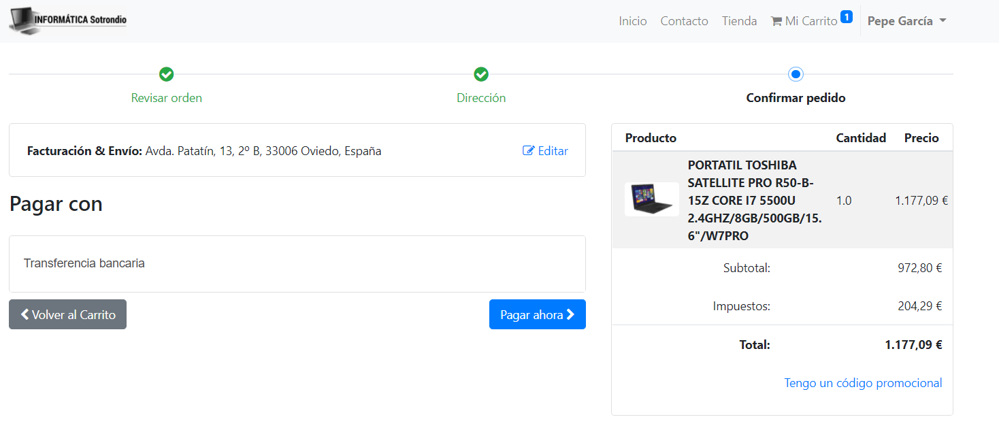 INFORMÁTICA Sotrondio
Inicio Contacto Tienda Mi Carrito 1 Pepe García
Revisar orden Dirección Confirmar pedido
Facturación & Envío: Avda. Patatín, 13, 2º B, 33006 Oviedo, España Editar
Pagar con
Transferencia bancaria
Volver al Carrito Pagar ahora
Producto Cantidad Precio
PORTATIL TOSHIBA
SATELLITE PRO R50-B-
15Z CORE I7 5500U 1.0 1.177,09 €
2.4GHZ/8GB/500GB/15.
6"/W7PRO
Subtotal: 972,80 €
Impuestos: 204,29 €
Total: 1.177,09 €
Tengo un código promocional